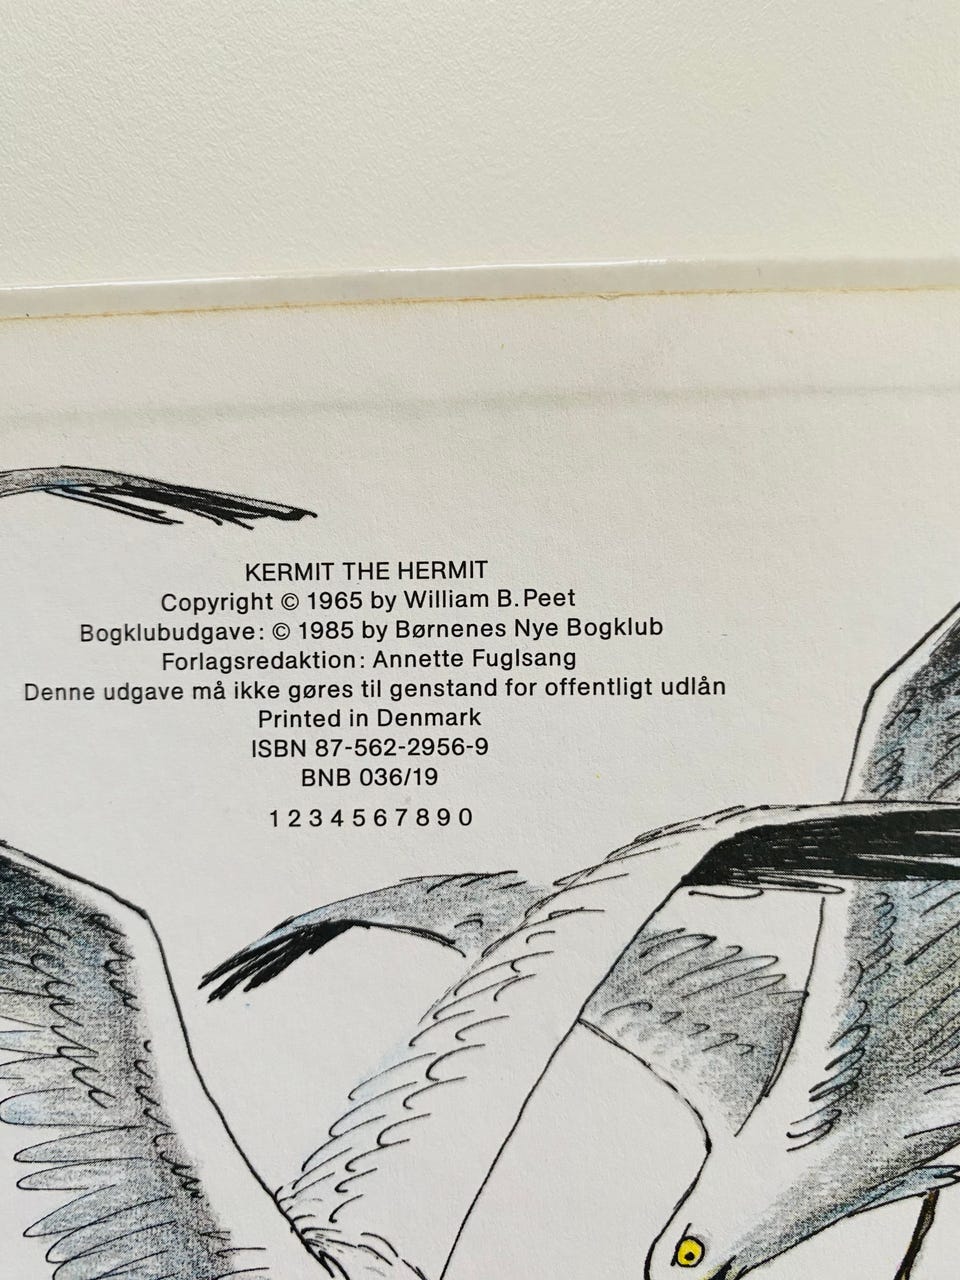 KERMIT THE HERMIT
Copyright © 1965 by William B. Peet
Bogklubudgave: © 1985 by Børnenes Nye Bogklub
Forlagsredaktion: Annette Fuglsang
Denne udgave må ikke gøres til genstand for offentligt udlån
Printed in Denmark
ISBN 87-562-2956-9
BNB 036/19
1 2 3 4 5 6 7 8 9 0